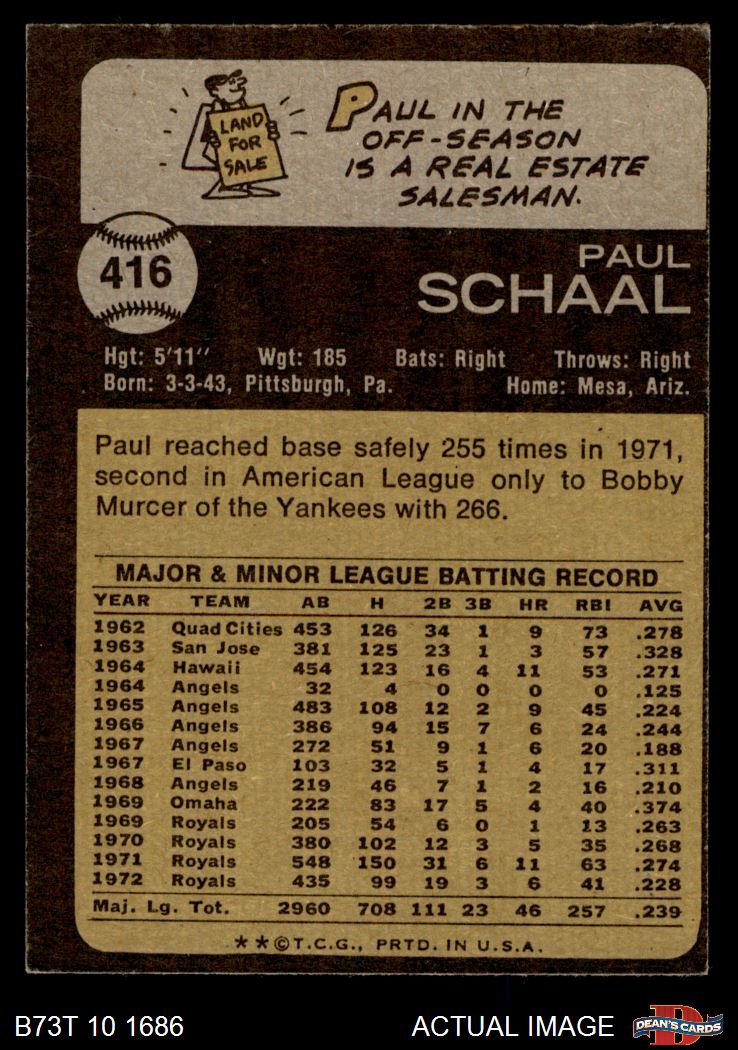 LAND
FOR
SALE
PAUL IN THE
OFF-SEASON
IS A REAL ESTATE
SALESMAN.
416
PAUL
SCHAAL
Hgt: 5'11" Wgt: 185 Bats: Right Throws: Right
Born: 3-3-43, Pittsburgh, Pa. Home: Mesa, Ariz.
Paul reached base safely 255 times in 1971,
second in American League only to Bobby
Murcer of the Yankees with 266.
MAJOR & MINOR LEAGUE BATTING RECORD
YEAR TEAM AB H 2B 3B HR RBI AVG
1962 Quad Cities 453 126 34 1 9 73 .278
1963 San Jose 381 125 23 1 3 57 .328
1964 Hawaii 454 123 16 4 11 53 .271
1964 Angels 32 4 0 0 0 0 .125
1965 Angels 483 108 12 2 9 45 .224
1966 Angels 386 94 15 7 6 24 .244
1967 Angels 272 51 9 1 6 20 .188
1967 El Paso 103 32 5 1 4 17 .311
1968 Angels 219 46 7 1 2 16 .210
1969 Omaha 222 83 17 5 4 40 .374
1969 Royals 205 54 6 0 1 13 .263
1970 Royals 380 102 12 3 5 35 .268
1971 Royals 548 150 31 6 11 63 .274
1972 Royals 435 99 19 3 6 41 .228
Maj. Lg. Tot. 2960 708 111 23 46 257 .239
**©T.C.G., PRTD. IN U.S.A.
B73T 10 1686 ACTUAL IMAGE DEAN'S CARDS